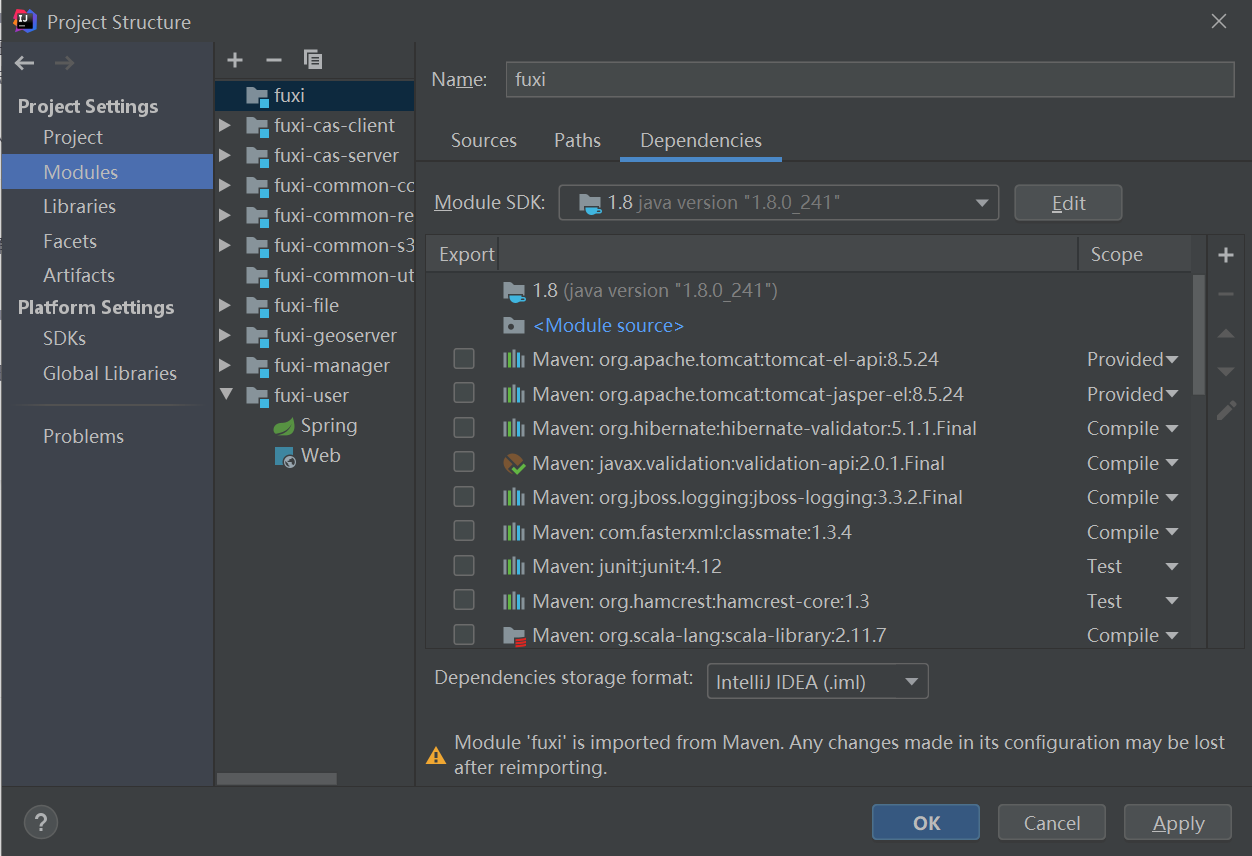 Project Structure
Project Settings
Project
Modules
Libraries
Facets
Artifacts
Platform Settings
SDKs
Global Libraries
Problems
fuxi
fuxi-cas-client
fuxi-cas-server
fuxi-common-co
fuxi-common-re
fuxi-common-s3
fuxi-common-ut
fuxi-file
fuxi-geoserver
fuxi-manager
fuxi-user
Spring
Web
Name: fuxi
Sources Paths Dependencies
Module SDK: 1.8 java version "1.8.0_241" Edit
Export Scope
1.8 (java version "1.8.0_241")
<Module source>
Maven: org.apache.tomcat:tomcat-el-api:8.5.24 Provided
Maven: org.apache.tomcat:tomcat-jasper-el:8.5.24 Provided
Maven: org.hibernate:hibernate-validator:5.1.1.Final Compile
Maven: javax.validation:validation-api:2.0.1.Final Compile
Maven: org.jboss.logging:jboss-logging:3.3.2.Final Compile
Maven: com.fasterxml:classmate:1.3.4 Compile
Maven: junit:junit:4.12 Test
Maven: org.hamcrest:hamcrest-core:1.3 Test
Maven: org.scala-lang:scala-library:2.11.7 Compile
Dependencies storage format: IntelliJ IDEA (.iml)
Module 'fuxi' is imported from Maven. Any changes made in its configuration may be lost
after reimporting.
? OK Cancel Apply